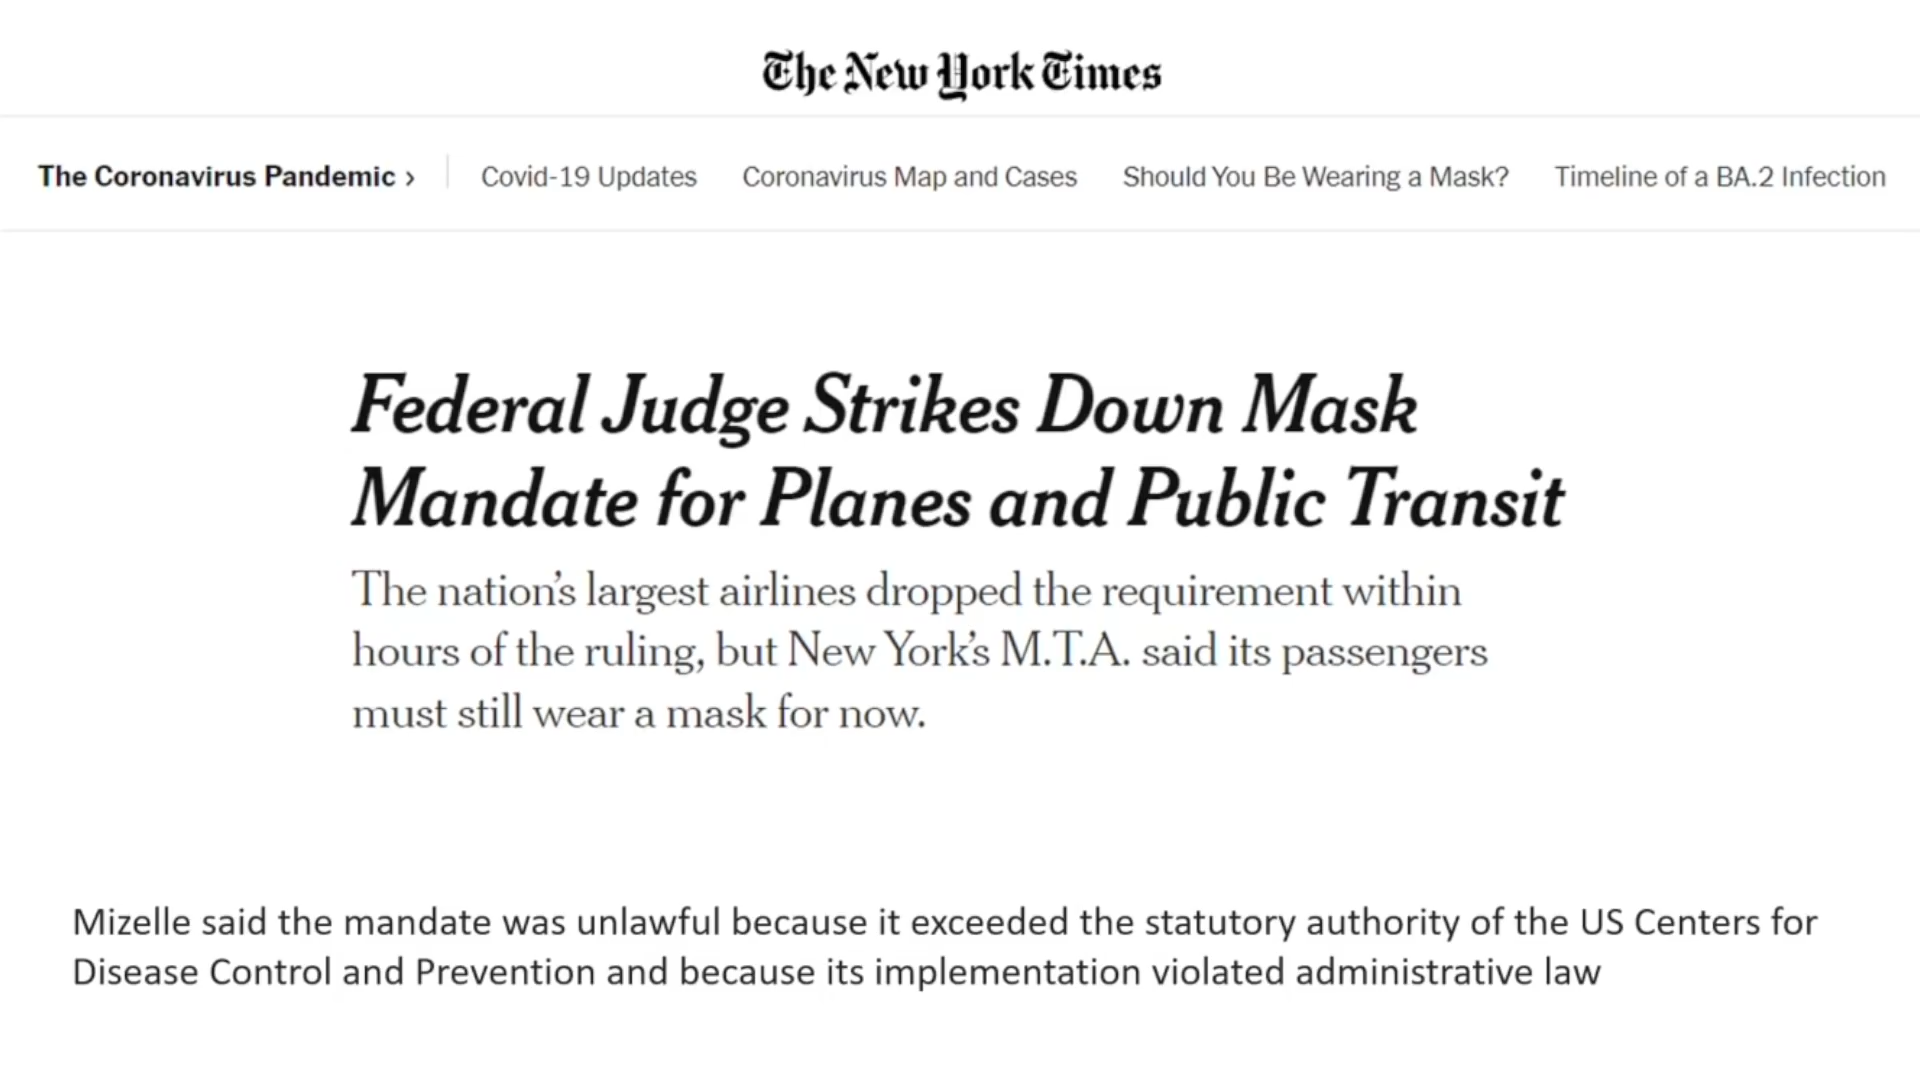 The New York Times
The Coronavirus Pandemic › Covid-19 Updates Coronavirus Map and Cases Should You Be Wearing a Mask? Timeline of a BA.2 Infection
Federal Judge Strikes Down Mask
Mandate for Planes and Public Transit
The nation’s largest airlines dropped the requirement within
hours of the ruling, but New York’s M.T.A. said its passengers
must still wear a mask for now.
Mizelle said the mandate was unlawful because it exceeded the statutory authority of the US Centers for
Disease Control and Prevention and because its implementation violated administrative law